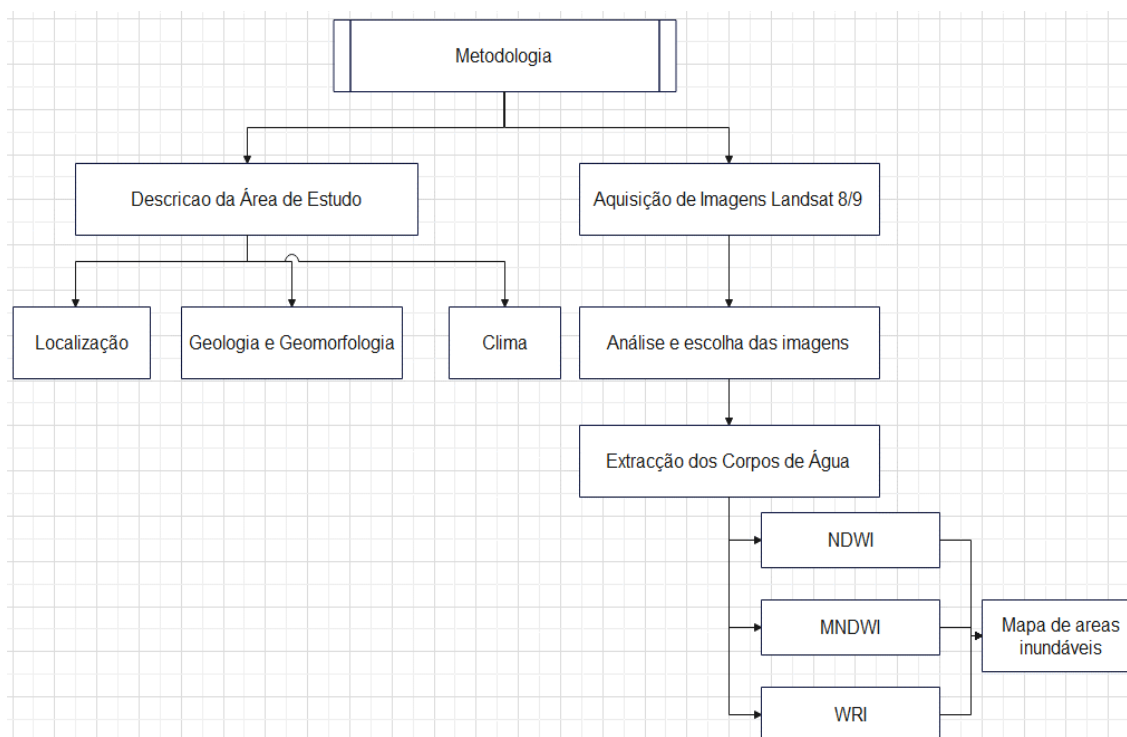 Metodologia
Descricao da Área de Estudo
Aquisição de Imagens Landsat 8/9
Localização
Geologia e Geomorfologia
Clima
Análise e escolha das imagens
Extracção dos Corpos de Água
NDWI
MNDWI
Mapa de areas
inundáveis
WRI